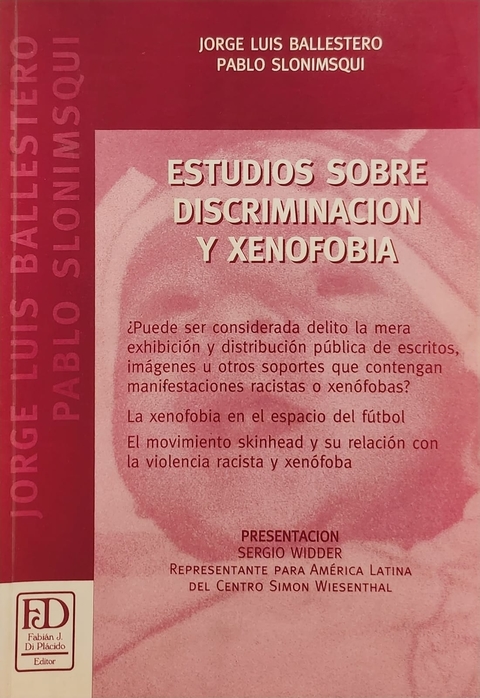 JORGE LUIS BALLESTERO
PABLO SLONIMSQUI
JORGE LUIS BALLESTERO
PABLO SLONIMSQUI
ESTUDIOS SOBRE
DISCRIMINACION
Y XENOFOBIA
¿Puede ser considerada delito la mera
exhibición y distribución pública de escritos,
imágenes u otros soportes que contengan
manifestaciones racistas o xenófobas?
La xenofobia en el espacio del fútbol
El movimiento skinhead y su relación con
la violencia racista y xenófoba
PRESENTACION
SERGIO WIDDER
REPRESENTANTE PARA AMÉRICA LATINA
DEL CENTRO SIMON WIESENTHAL
FJD
Fabián J.
Di Plácido
Editor